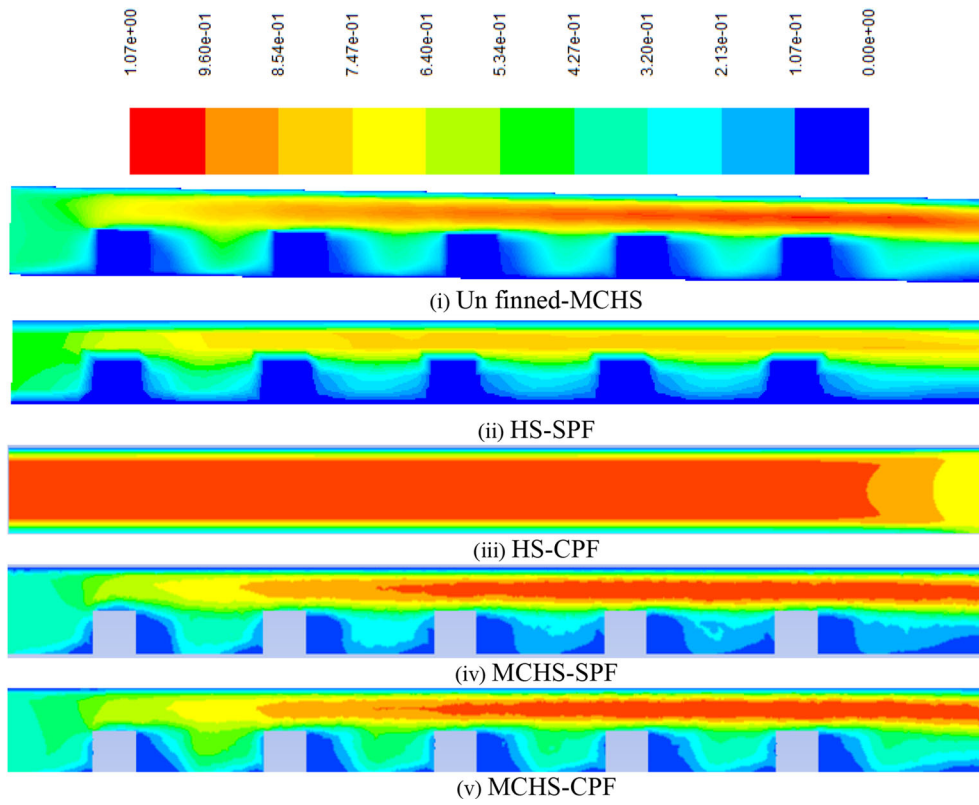 1.07e+00
9.60e-01
8.54e-01
7.47e-01
6.40e-01
5.34e-01
4.27e-01
3.20e-01
2.13e-01
1.07e-01
0.00e+00
(i) Un finned-MCHS
(ii) HS-SPF
(iii) HS-CPF
(iv) MCHS-SPF
(v) MCHS-CPF